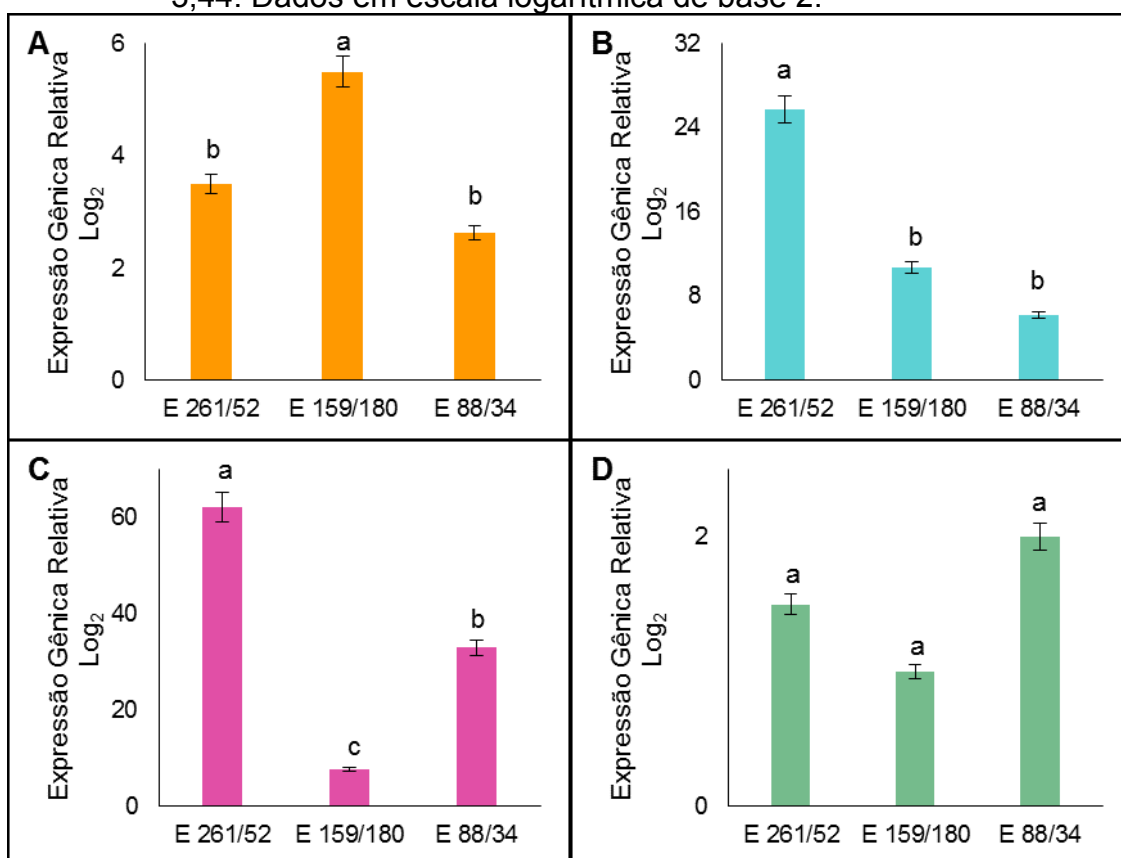 5,44. Dados em escala logarítmica de base 2.
A
Expressão Gênica Relativa
Log₂
6
4
2
0
b
a
b
E 261/52 E 159/180 E 88/34
B
Expressão Gênica Relativa
Log₂
32
24
16
8
0
a
b
b
E 261/52 E 159/180 E 88/34
C
Expressão Gênica Relativa
Log₂
60
40
20
0
a
c
b
E 261/52 E 159/180 E 88/34
D
Expressão Gênica Relativa
Log₂
2
0
a
a
a
E 261/52 E 159/180 E 88/34